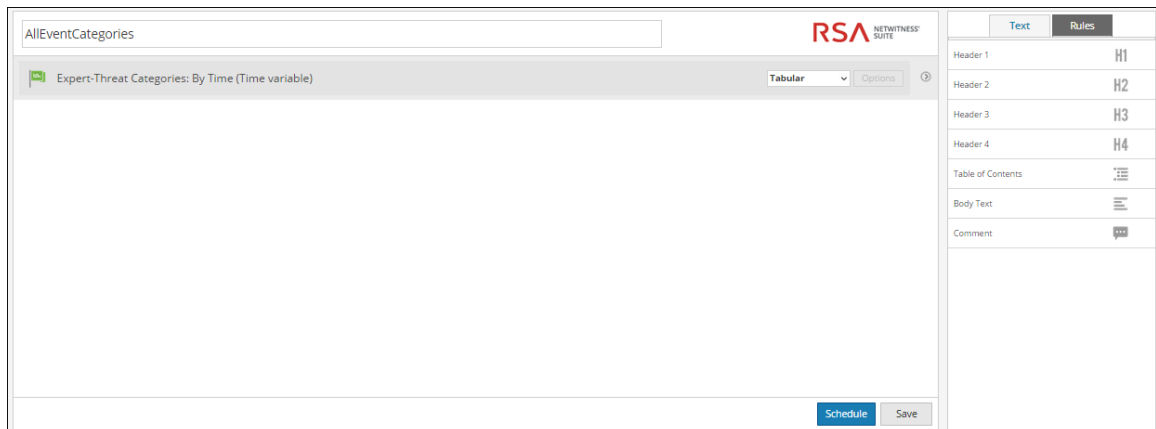 AllEventCategories
RSA NETWITNESS® SUITE
Expert-Threat Categories: By Time (Time variable)
Tabular
Options
Schedule
Save
Text
Rules
Header 1
H1
Header 2
H2
Header 3
H3
Header 4
H4
Table of Contents
Body Text
Comment